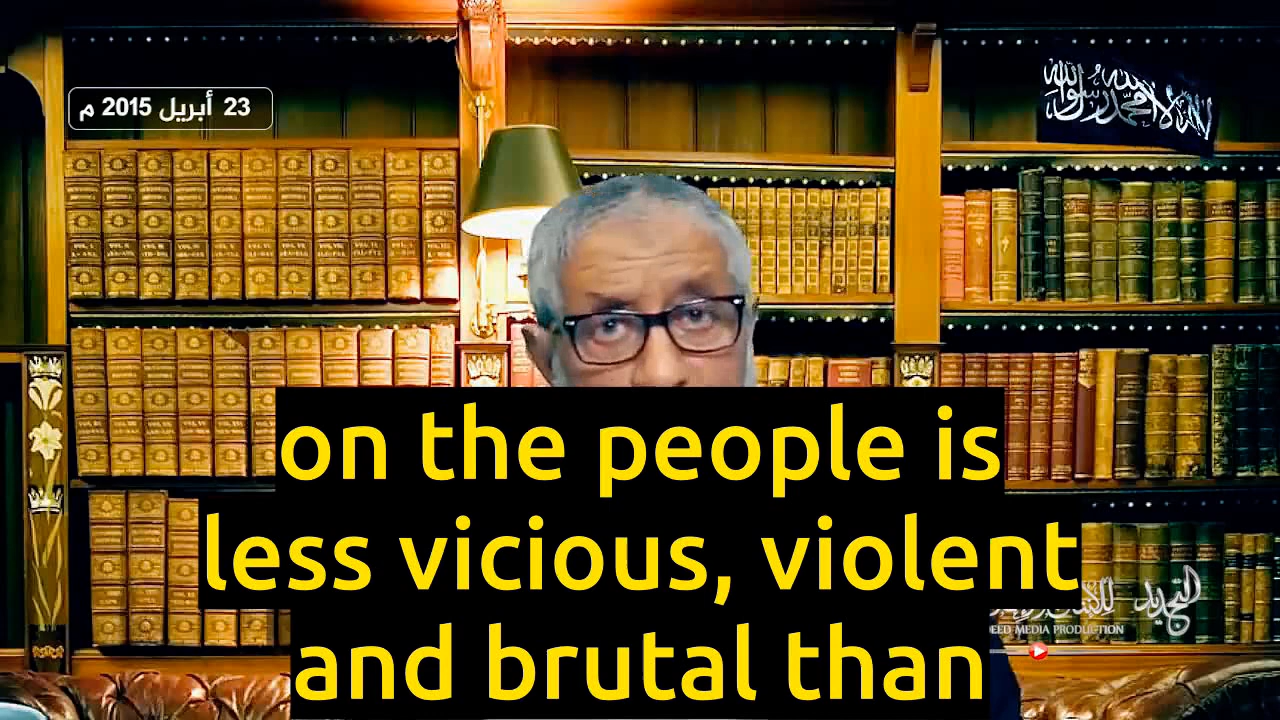 23 أبريل 2015 م
لا إله إلا الله محمد رسول الله
on the people is
less vicious, violent
and brutal than
التجديد
EED MEDIA PRODUCTION